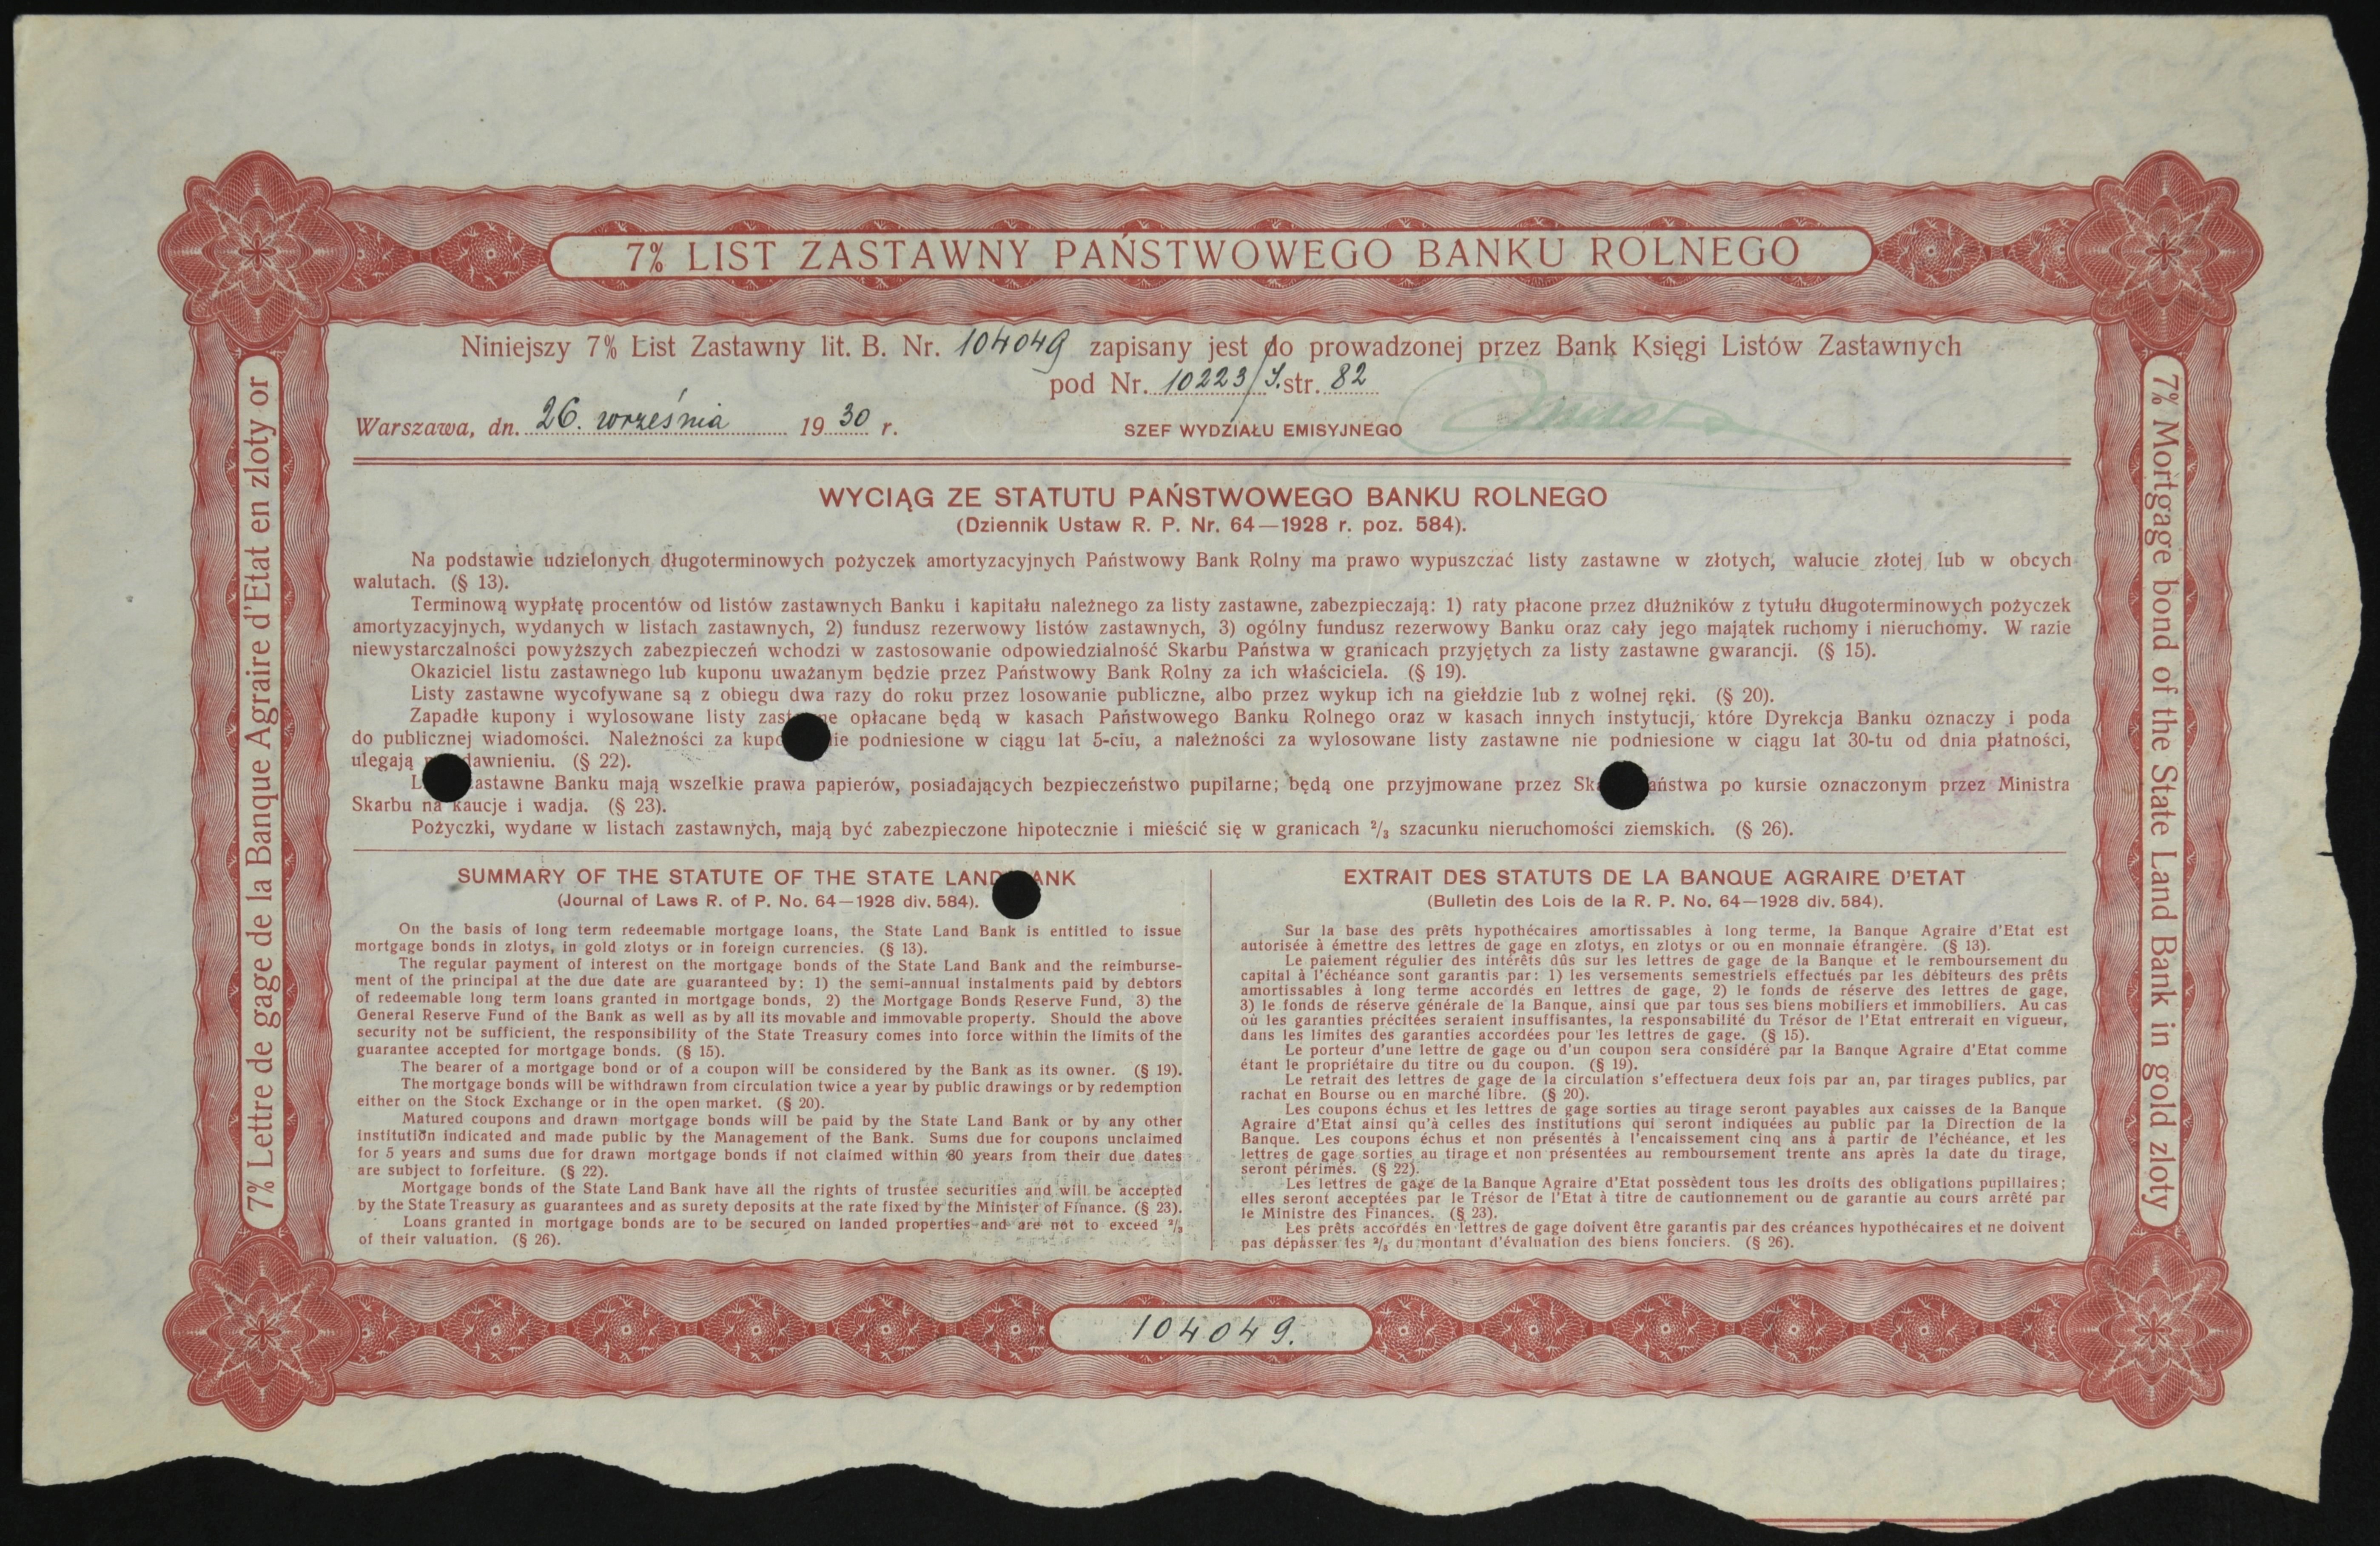 7% LIST ZASTAWNY PAŃSTWOWEGO BANKU ROLNEGO
Niniejszy 7% List Zastawny lit. B. Nr. 104049 zapisany jest do prowadzonej przez Bank Księgi Listów Zastawnych
pod Nr. 10223/ str. 82
Warszawa, dn. 26. września 1930 r.
SZEF WYDZIAŁU EMISYJNEGO
WYCIĄG ZE STATUTU PAŃSTWOWEGO BANKU ROLNEGO
(Dziennik Ustaw R. P. Nr. 64—1928 r. poz. 584).
Na podstawie udzielonych długoterminowych pożyczek amortyzacyjnych Państwowy Bank Rolny ma prawo wypuszczać listy zastawne w złotych, walucie złotej lub w obcych
walutach. (§ 13).
Terminową wypłatę procentów od listów zastawnych Banku i kapitału należnego za listy zastawne, zabezpieczają: 1) raty płacone przez dłużników z tytułu długoterminowych pożyczek
amortyzacyjnych, wydanych w listach zastawnych, 2) fundusz rezerwowy listów zastawnych, 3) ogólny fundusz rezerwowy Banku oraz cały jego majątek ruchomy i nieruchomy. W razie
niewystarczalności powyższych zabezpieczeń wchodzi w zastosowanie odpowiedzialność Skarbu Państwa w granicach przyjętych za listy zastawne gwarancji. (§ 15).
Okaziciel listu zastawnego lub kuponu uważanym będzie przez Państwowy Bank Rolny za ich właściciela. (§ 19).
Listy zastawne wycofywane są z obiegu dwa razy do roku przez losowanie publiczne, albo przez wykup ich na giełdzie lub z wolnej ręki. (§ 20).
Zapadłe kupony i wylosowane listy opłacane będą w kasach Państwowego Banku Rolnego oraz w kasach innych instytucji, które Dyrekcja Banku oznaczy i poda
do publicznej wiadomości. Należności za podniesione w ciągu lat 5-ciu, a należności za wylosowane listy zastawne nie podniesione w ciągu lat 30-tu od dnia płatności,
ulegają (§ 22).
Banku mają wszelkie prawa papierów, posiadających bezpieczeństwo pupilarne; będą one przyjmowane przez po kursie oznaczonym przez Ministra
Skarbu na kaucje i wadja. (§ 23).
Pożyczki, wydane w listach zastawnych, mają być zabezpieczone hipotecznie i mieścić się w granicach 2/3 szacunku nieruchomości ziemskich. (§ 26).
SUMMARY OF THE STATUTE OF THE STATE LAND
(Journal of Laws R. of P. No. 64—1928 div. 584).
On the basis of long term redeemable mortgage loans, the State Land Bank is entitled to issue
mortgage bonds in zlotys, in gold zlotys or in foreign currencies. (§ 13).
The regular payment of interest on the mortgage bonds of the State Land Bank and the reimburse-
ment of the principal at the due date are guaranteed by: 1) the semi-annual instalments paid by debtors
of redeemable long term loans granted in mortgage bonds, 2) the Mortgage Bonds Reserve Fund, 3) the
General Reserve Fund of the Bank as well as by all its movable and immovable property. Should the above
security not be sufficient, the responsibility of the State Treasury comes into force within the limits of the
guarantee accepted for mortgage bonds. (§ 15).
The bearer of a mortgage bond or of a coupon will be considered by the Bank as its owner. (§ 19).
The mortgage bonds will be withdrawn from circulation twice a year by public drawings or by redemption
either on the Stock Exchange or in the open market. (§ 20).
Matured coupons and drawn mortgage bonds will be paid by the State Land Bank or by any other
institution indicated and made public by the Management of the Bank. Sums due for coupons unclaimed
for 5 years and sums due for drawn mortgage bonds if not claimed within 30 years from their due dates
are subject to forfeiture. (§ 22).
Mortgage bonds of the State Land Bank have all the rights of trustee securities and will be accepted
by the State Treasury as guarantees and as surety deposits at the rate fixed by the Minister of Finance. (§ 23).
Loans granted in mortgage bonds are to be secured on landed properties and are not to exceed 2/3
of their valuation. (§ 26).
EXTRAIT DES STATUTS DE LA BANQUE AGRAIRE D'ETAT
(Bulletin des Lois de la R. P. No. 64—1928 div. 584).
Sur la base des prêts hypothécaires amortissables à long terme, la Banque Agraire d'Etat est
autorisée à émettre des lettres de gage en zlotys, en zlotys or ou en monnaie étrangère. (§ 13).
Le paiement régulier des intérêts dûs sur les lettres de gage de la Banque et le remboursement du
capital à l'échéance sont garantis par: 1) les versements semestriels effectués par les débiteurs des prêts
amortissables à long terme accordés en lettres de gage, 2) le fonds de réserve des lettres de gage,
3) le fonds de réserve générale de la Banque, ainsi que par tous ses biens mobiliers et immobiliers. Au cas
où les garanties précitées seraient insuffisantes, la responsabilité du Trésor de l'Etat entrerait en vigueur,
dans les limites des garanties accordées pour les lettres de gage. (§ 15).
Le porteur d'une lettre de gage ou d'un coupon sera considéré par la Banque Agraire d'Etat comme
étant le propriétaire du titre ou du coupon. (§ 19).
Le retrait des lettres de gage de la circulation s'effectuera deux fois par an, par tirages publics, par
rachat en Bourse ou en marché libre. (§ 20).
Les coupons échus et les lettres de gage sorties au tirage seront payables aux caisses de la Banque
Agraire d'Etat ainsi qu'à celles des institutions qui seront indiquées au public par la Direction de la
Banque. Les coupons échus et non présentés à l'encaissement cinq ans à partir de l'échéance, et les
lettres de gage sorties au tirage et non présentées au remboursement trente ans après la date du tirage,
seront périmés. (§ 22).
Les lettres de gage de la Banque Agraire d'Etat possèdent tous les droits des obligations pupillaires;
elles seront acceptées par le Trésor de l'Etat à titre de cautionnement ou de garantie au cours arrêté par
le Ministre des Finances. (§ 23).
Les prêts accordés en lettres de gage doivent être garantis par des créances hypothécaires et ne doivent
pas dépasser les 2/3 du montant d'évaluation des biens fonciers. (§ 26).
7% Lettre de gage de la Banque Agraire d'Etat en zloty or
7% Mortgage bond of the State Land Bank in gold zloty
104049.